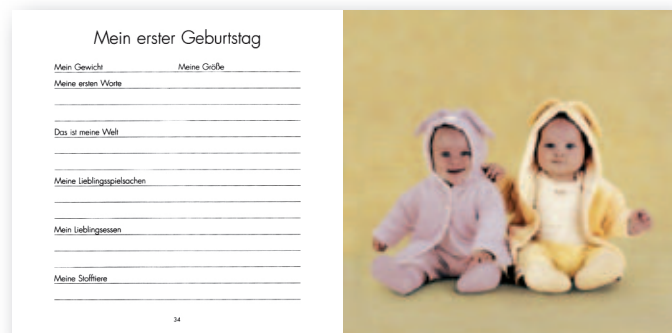 Mein erster Geburtstag
Mein Gewicht Meine Größe
Meine ersten Worte
Das ist meine Welt
Meine Lieblingsspielsachen
Mein Lieblingsessen
Meine Stofftiere
34